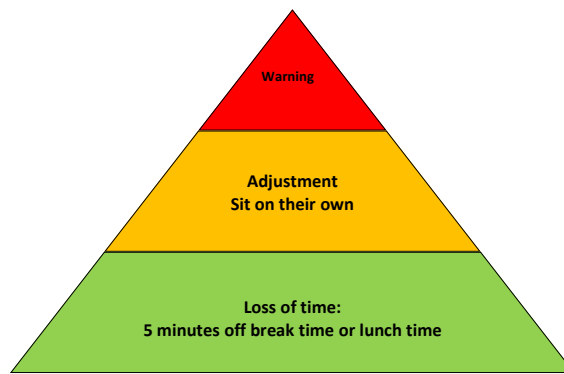 Warning
Adjustment
Sit on their own
Loss of time:
5 minutes off break time or lunch time